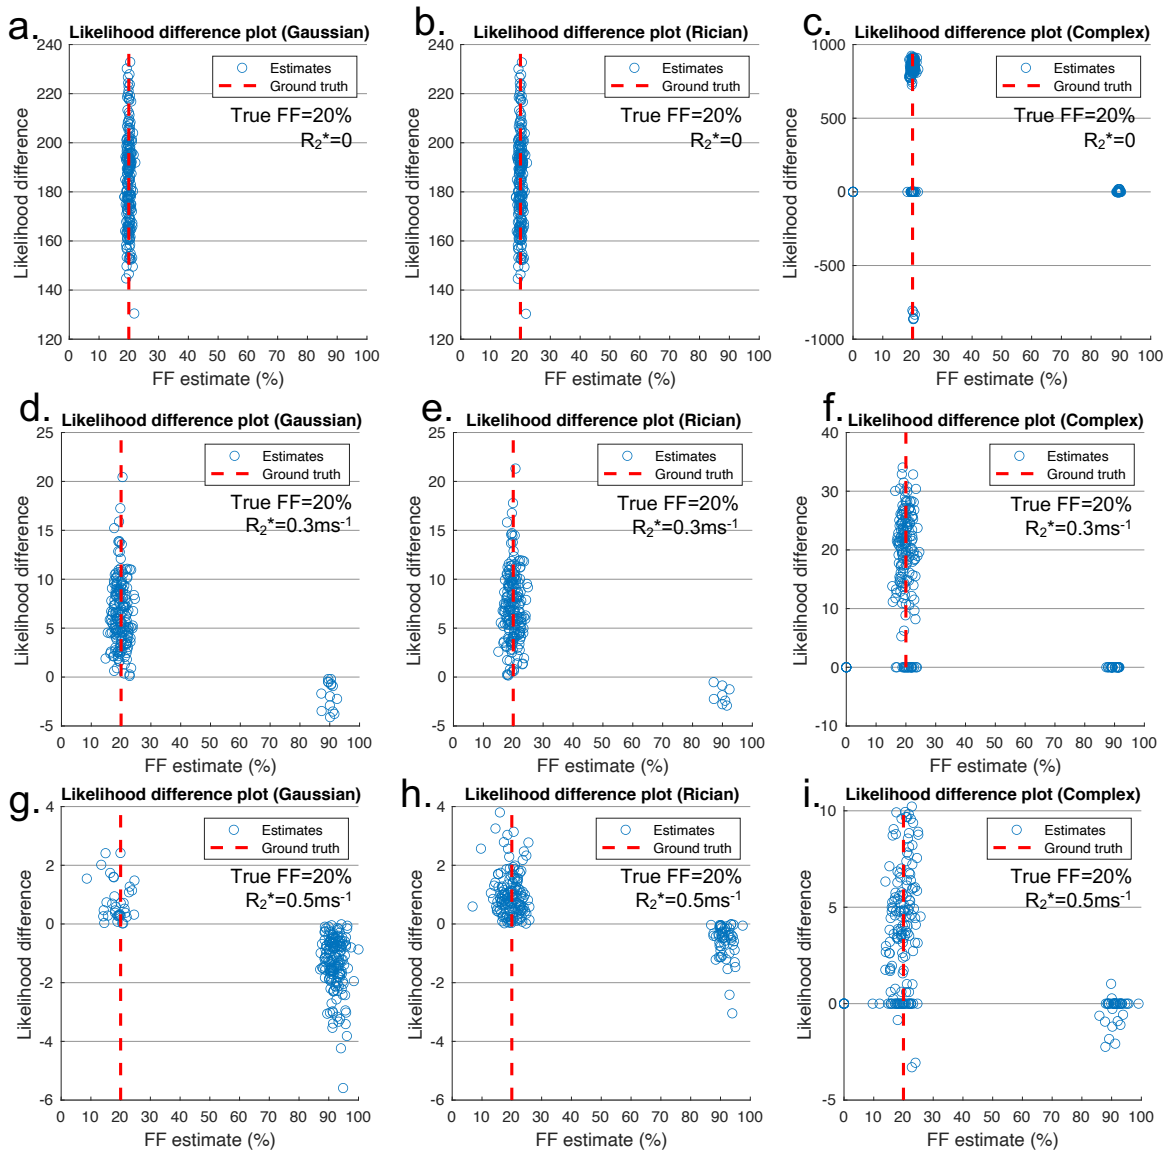 a.
Likelihood difference plot (Gaussian)
Estimates
Ground truth
True FF=20%
R2*=0
Likelihood difference
240
220
200
180
160
140
120
0 10 20 30 40 50 60 70 80 90 100
FF estimate (%)
b.
Likelihood difference plot (Rician)
Estimates
Ground truth
True FF=20%
R2*=0
Likelihood difference
240
220
200
180
160
140
120
0 10 20 30 40 50 60 70 80 90 100
FF estimate (%)
c.
Likelihood difference plot (Complex)
Estimates
Ground truth
True FF=20%
R2*=0
Likelihood difference
1000
500
0
-500
-1000
0 10 20 30 40 50 60 70 80 90 100
FF estimate (%)
d.
Likelihood difference plot (Gaussian)
Estimates
Ground truth
True FF=20%
R2*=0.3ms-1
Likelihood difference
25
20
15
10
5
0
-5
0 10 20 30 40 50 60 70 80 90 100
FF estimate (%)
e.
Likelihood difference plot (Rician)
Estimates
Ground truth
True FF=20%
R2*=0.3ms-1
Likelihood difference
25
20
15
10
5
0
-5
0 10 20 30 40 50 60 70 80 90 100
FF estimate (%)
f.
Likelihood difference plot (Complex)
Estimates
Ground truth
True FF=20%
R2*=0.3ms-1
Likelihood difference
40
30
20
10
0
-10
0 10 20 30 40 50 60 70 80 90 100
FF estimate (%)
g.
Likelihood difference plot (Gaussian)
Estimates
Ground truth
True FF=20%
R2*=0.5ms-1
Likelihood difference
4
2
0
-2
-4
-6
0 10 20 30 40 50 60 70 80 90 100
FF estimate (%)
h.
Likelihood difference plot (Rician)
Estimates
Ground truth
True FF=20%
R2*=0.5ms-1
Likelihood difference
4
2
0
-2
-4
-6
0 10 20 30 40 50 60 70 80 90 100
FF estimate (%)
i.
Likelihood difference plot (Complex)
Estimates
Ground truth
True FF=20%
R2*=0.5ms-1
Likelihood difference
10
5
0
-5
0 10 20 30 40 50 60 70 80 90 100
FF estimate (%)